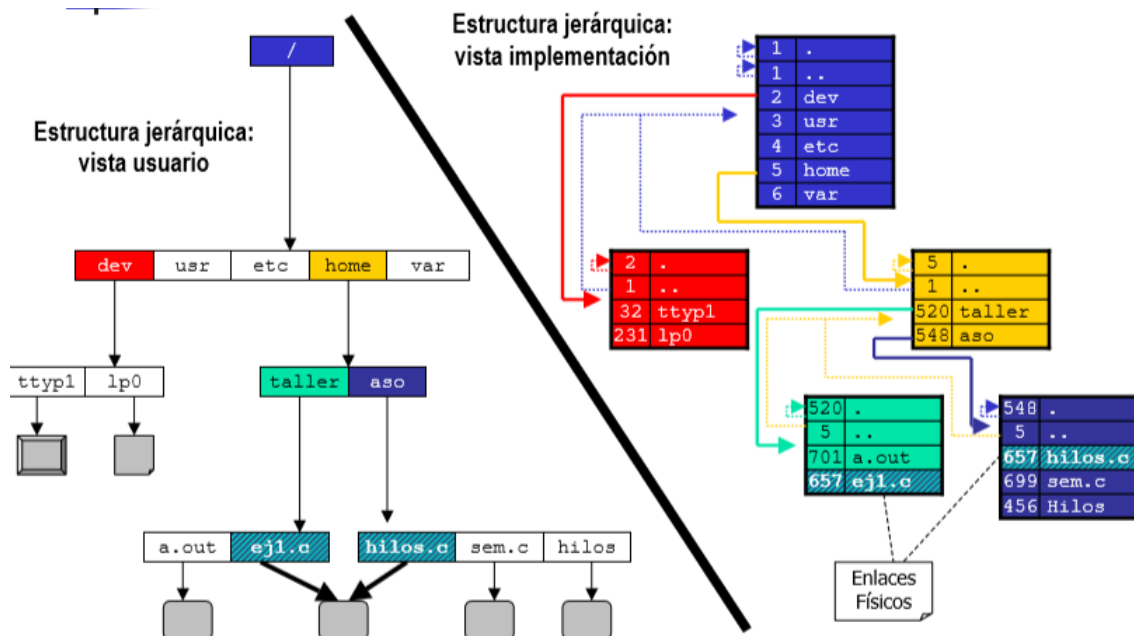 Estructura jerárquica:
vista usuario
/
dev usr etc home var
ttyp1 lp0
taller aso
a.out ej1.c
hilos.c sem.c hilos
Estructura jerárquica:
vista implementación
1 .
1 ..
2 dev
3 usr
4 etc
5 home
6 var
2 .
1 ..
32 ttyp1
231 lp0
5 .
1 ..
520 taller
548 aso
520 .
5 ..
701 a.out
657 ej1.c
548 .
5 ..
657 hilos.c
699 sem.c
456 Hilos
Enlaces
Físicos